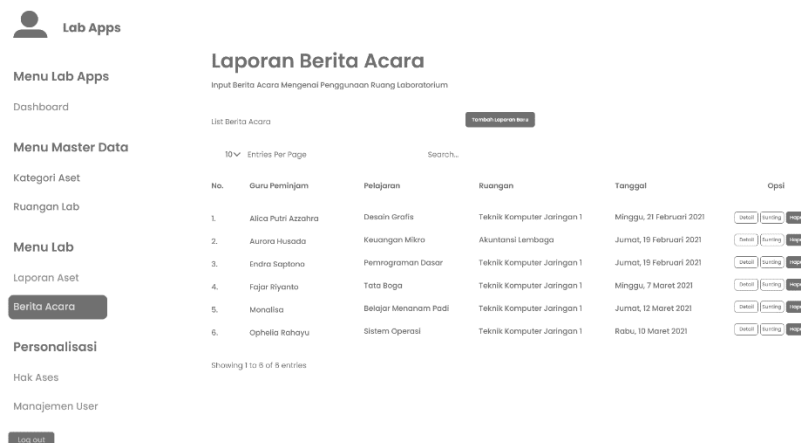 Lab Apps
Menu Lab Apps
Dashboard
Menu Master Data
Kategori Aset
Ruangan Lab
Menu Lab
Laporan Aset
Berita Acara
Personalisasi
Hak Ases
Manajemen User
Log out
Laporan Berita Acara
Input Berita Acara Mengenai Penggunaan Ruang Laboratorium
List Berita Acara Tambah Laporan Baru
10 Entries Per Page Search...
No. Guru Peminjam Pelajaran Ruangan Tanggal Opsi
1. Alica Putri Azzahra Desain Grafis Teknik Komputer Jaringan 1 Minggu, 21 Februari 2021 Detail Sunting
2. Aurora Husada Keuangan Mikro Akuntansi Lembaga Jumat, 19 Februari 2021 Detail Sunting
3. Endra Saptono Pemrograman Dasar Teknik Komputer Jaringan 1 Jumat, 19 Februari 2021 Detail Sunting
4. Fajar Riyanto Tata Boga Teknik Komputer Jaringan 1 Minggu, 7 Maret 2021 Detail Sunting
5. Monalisa Belajar Menanam Padi Teknik Komputer Jaringan 1 Jumat, 12 Maret 2021 Detail Sunting
6. Ophelia Rahayu Sistem Operasi Teknik Komputer Jaringan 1 Rabu, 10 Maret 2021 Detail Sunting
Showing 1 to 6 of 6 entries